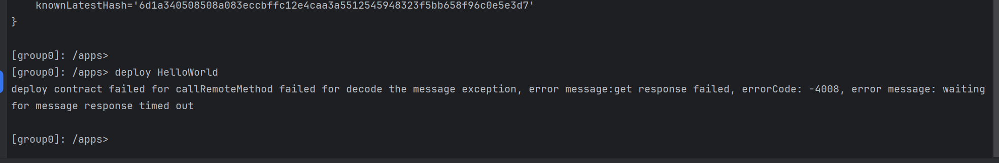 knownLatestHash='6d1a340508508a083eccbffc12e4caa3a5512545948323f5bb658f96c0e5e3d7'
}
[group0]: /apps>
[group0]: /apps> deploy HelloWorld
deploy contract failed for callRemoteMethod failed for decode the message exception, error message:get response failed, errorCode: -4008, error message: waiting
for message response timed out
[group0]: /apps>